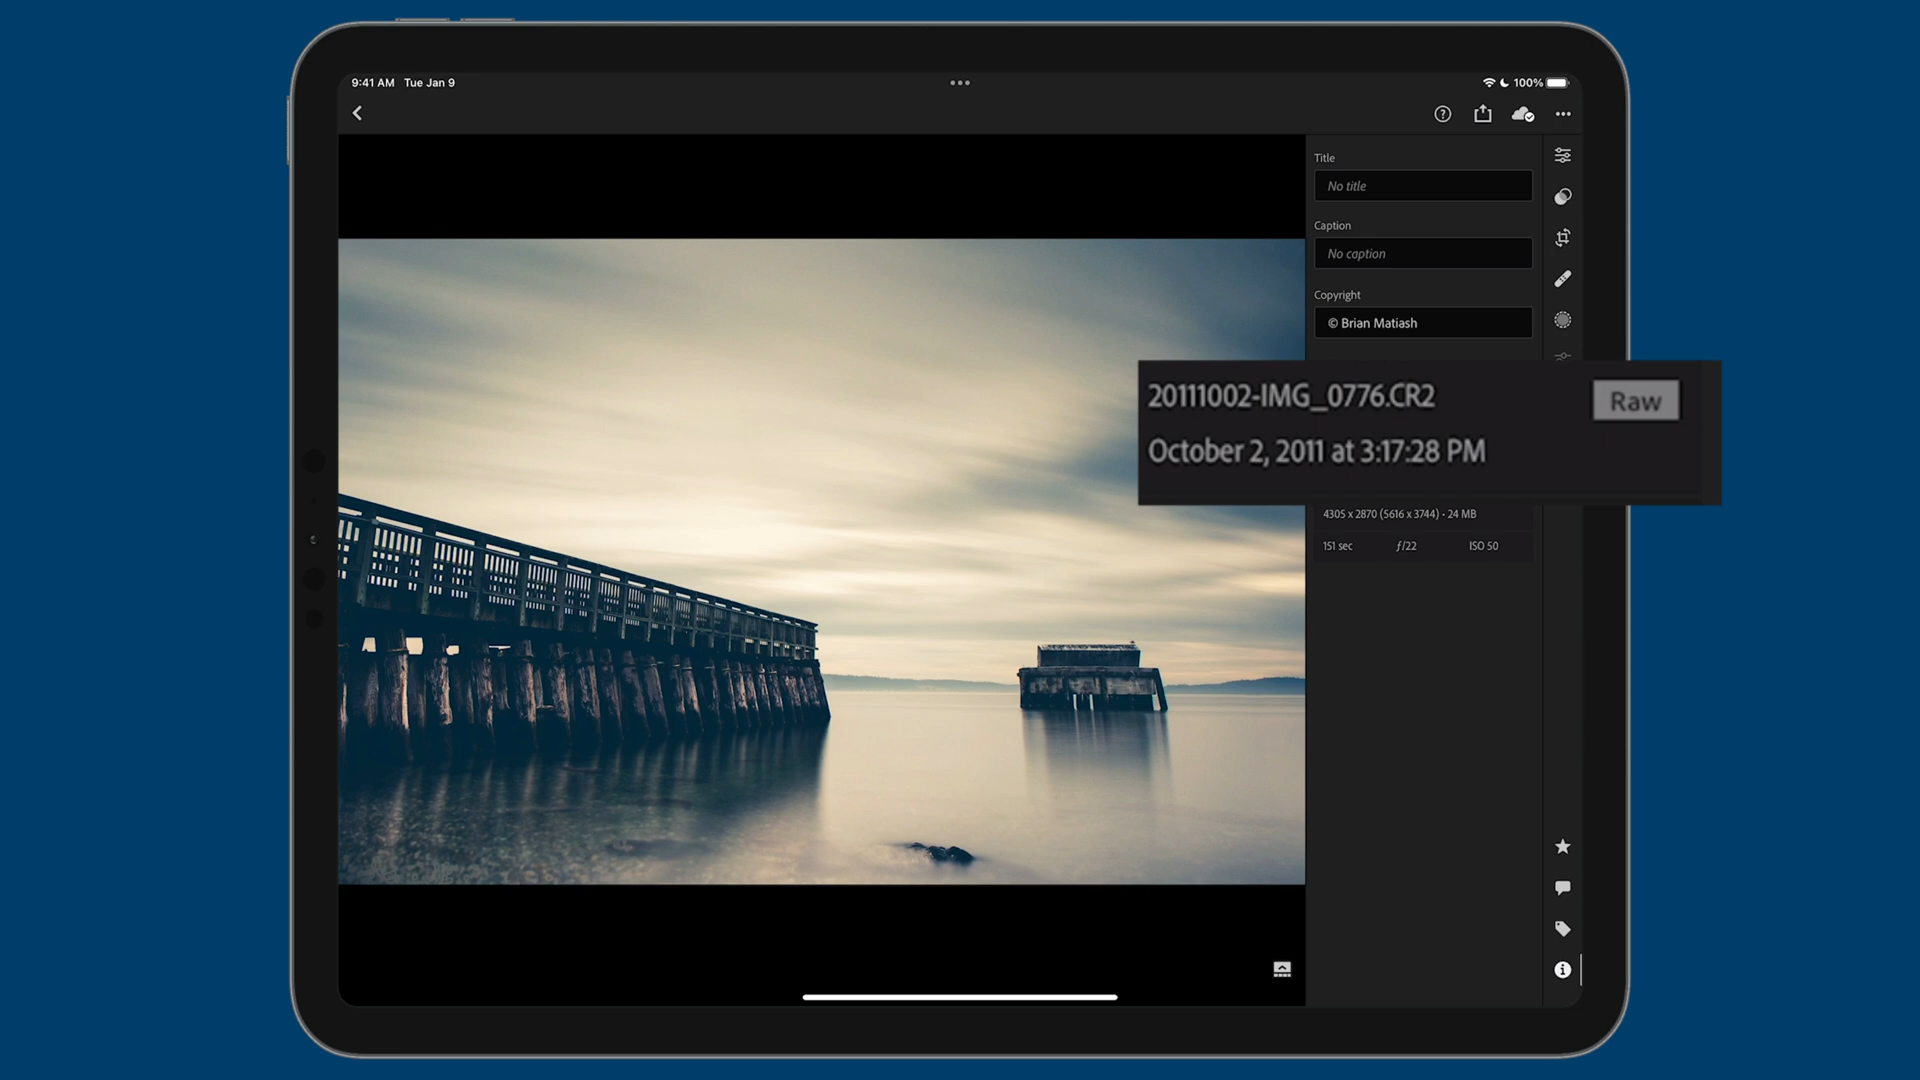 9:41 AM Tue Jan 9
100%
Title
No title
Caption
No caption
Copyright
© Brian Matiash
20111002-IMG_0776.CR2
Raw
October 2, 2011 at 3:17:28 PM
4305 x 2870 (5616 x 3744) • 24 MB
151 sec
ƒ/22
ISO 50